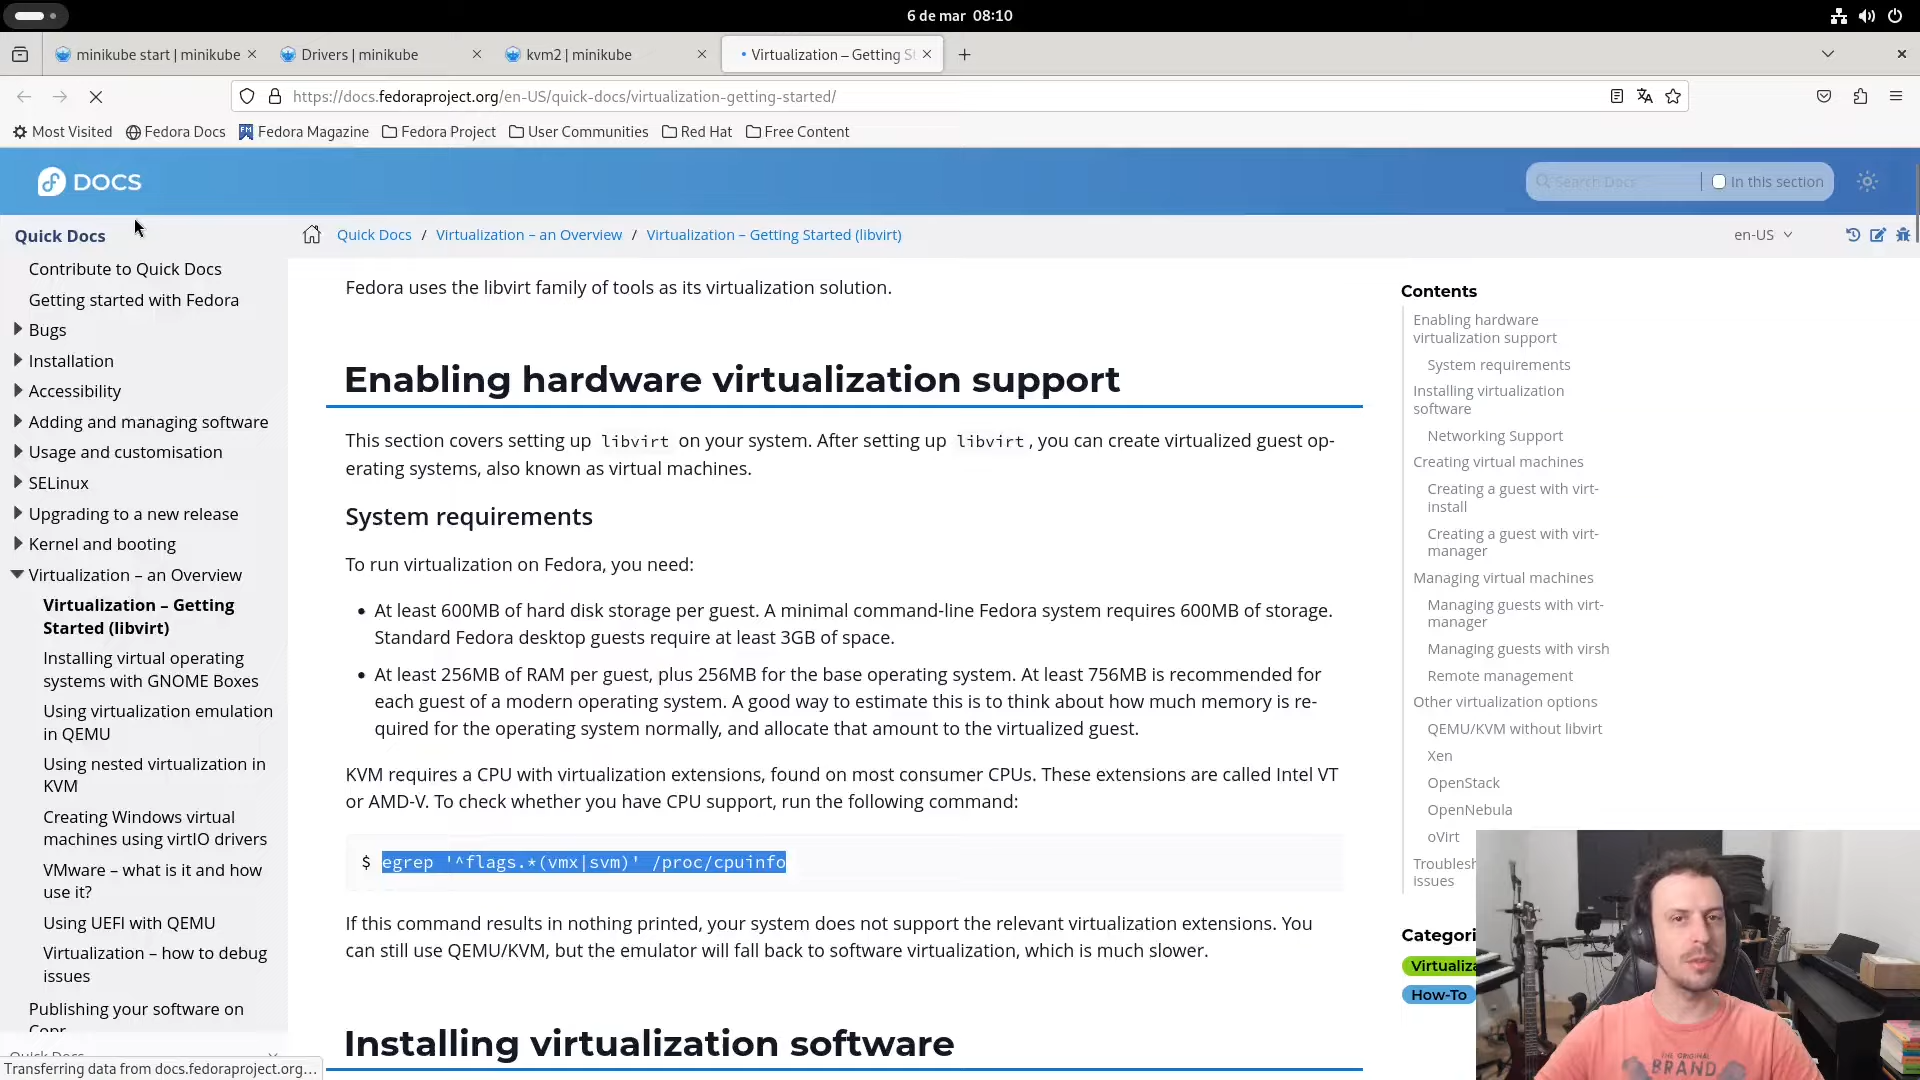 6 de mar 08:10
minikube start | minikube
Drivers | minikube
kvm2 | minikube
Virtualization – Getting S
https://docs.fedoraproject.org/en-US/quick-docs/virtualization-getting-started/
Most Visited
Fedora Docs
Fedora Magazine
Fedora Project
User Communities
Red Hat
Free Content
DOCS
Search Docs
In this section
Quick Docs
Contribute to Quick Docs
Getting started with Fedora
Bugs
Installation
Accessibility
Adding and managing software
Usage and customisation
SELinux
Upgrading to a new release
Kernel and booting
Virtualization – an Overview
Virtualization – Getting
Started (libvirt)
Installing virtual operating
systems with GNOME Boxes
Using virtualization emulation
in QEMU
Using nested virtualization in
KVM
Creating Windows virtual
machines using virtIO drivers
VMware – what is it and how
use it?
Using UEFI with QEMU
Virtualization – how to debug
issues
Publishing your software on
Copr
Quick Docs
Transferring data from docs.fedoraproject.org…
Quick Docs / Virtualization – an Overview / Virtualization – Getting Started (libvirt)
en-US
Fedora uses the libvirt family of tools as its virtualization solution.
Enabling hardware virtualization support
This section covers setting up libvirt on your system. After setting up libvirt, you can create virtualized guest op-
erating systems, also known as virtual machines.
System requirements
To run virtualization on Fedora, you need:
• At least 600MB of hard disk storage per guest. A minimal command-line Fedora system requires 600MB of storage.
Standard Fedora desktop guests require at least 3GB of space.
• At least 256MB of RAM per guest, plus 256MB for the base operating system. At least 756MB is recommended for
each guest of a modern operating system. A good way to estimate this is to think about how much memory is re-
quired for the operating system normally, and allocate that amount to the virtualized guest.
KVM requires a CPU with virtualization extensions, found on most consumer CPUs. These extensions are called Intel VT
or AMD-V. To check whether you have CPU support, run the following command:
$ egrep '^flags.*(vmx|svm)' /proc/cpuinfo
If this command results in nothing printed, your system does not support the relevant virtualization extensions. You
can still use QEMU/KVM, but the emulator will fall back to software virtualization, which is much slower.
Installing virtualization software
Contents
Enabling hardware
virtualization support
System requirements
Installing virtualization
software
Networking Support
Creating virtual machines
Creating a guest with virt-
install
Creating a guest with virt-
manager
Managing virtual machines
Managing guests with virt-
manager
Managing guests with virsh
Remote management
Other virtualization options
QEMU/KVM without libvirt
Xen
OpenStack
OpenNebula
oVirt
Troublesh
issues
Categori
Virtualiza
How-To
THE ORIGINAL
BRAND